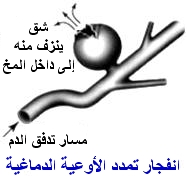 شق
ينزف منه
إلى داخل المخ
مسار تدفق الدم
انفجار تمدد الأوعية الدماغية